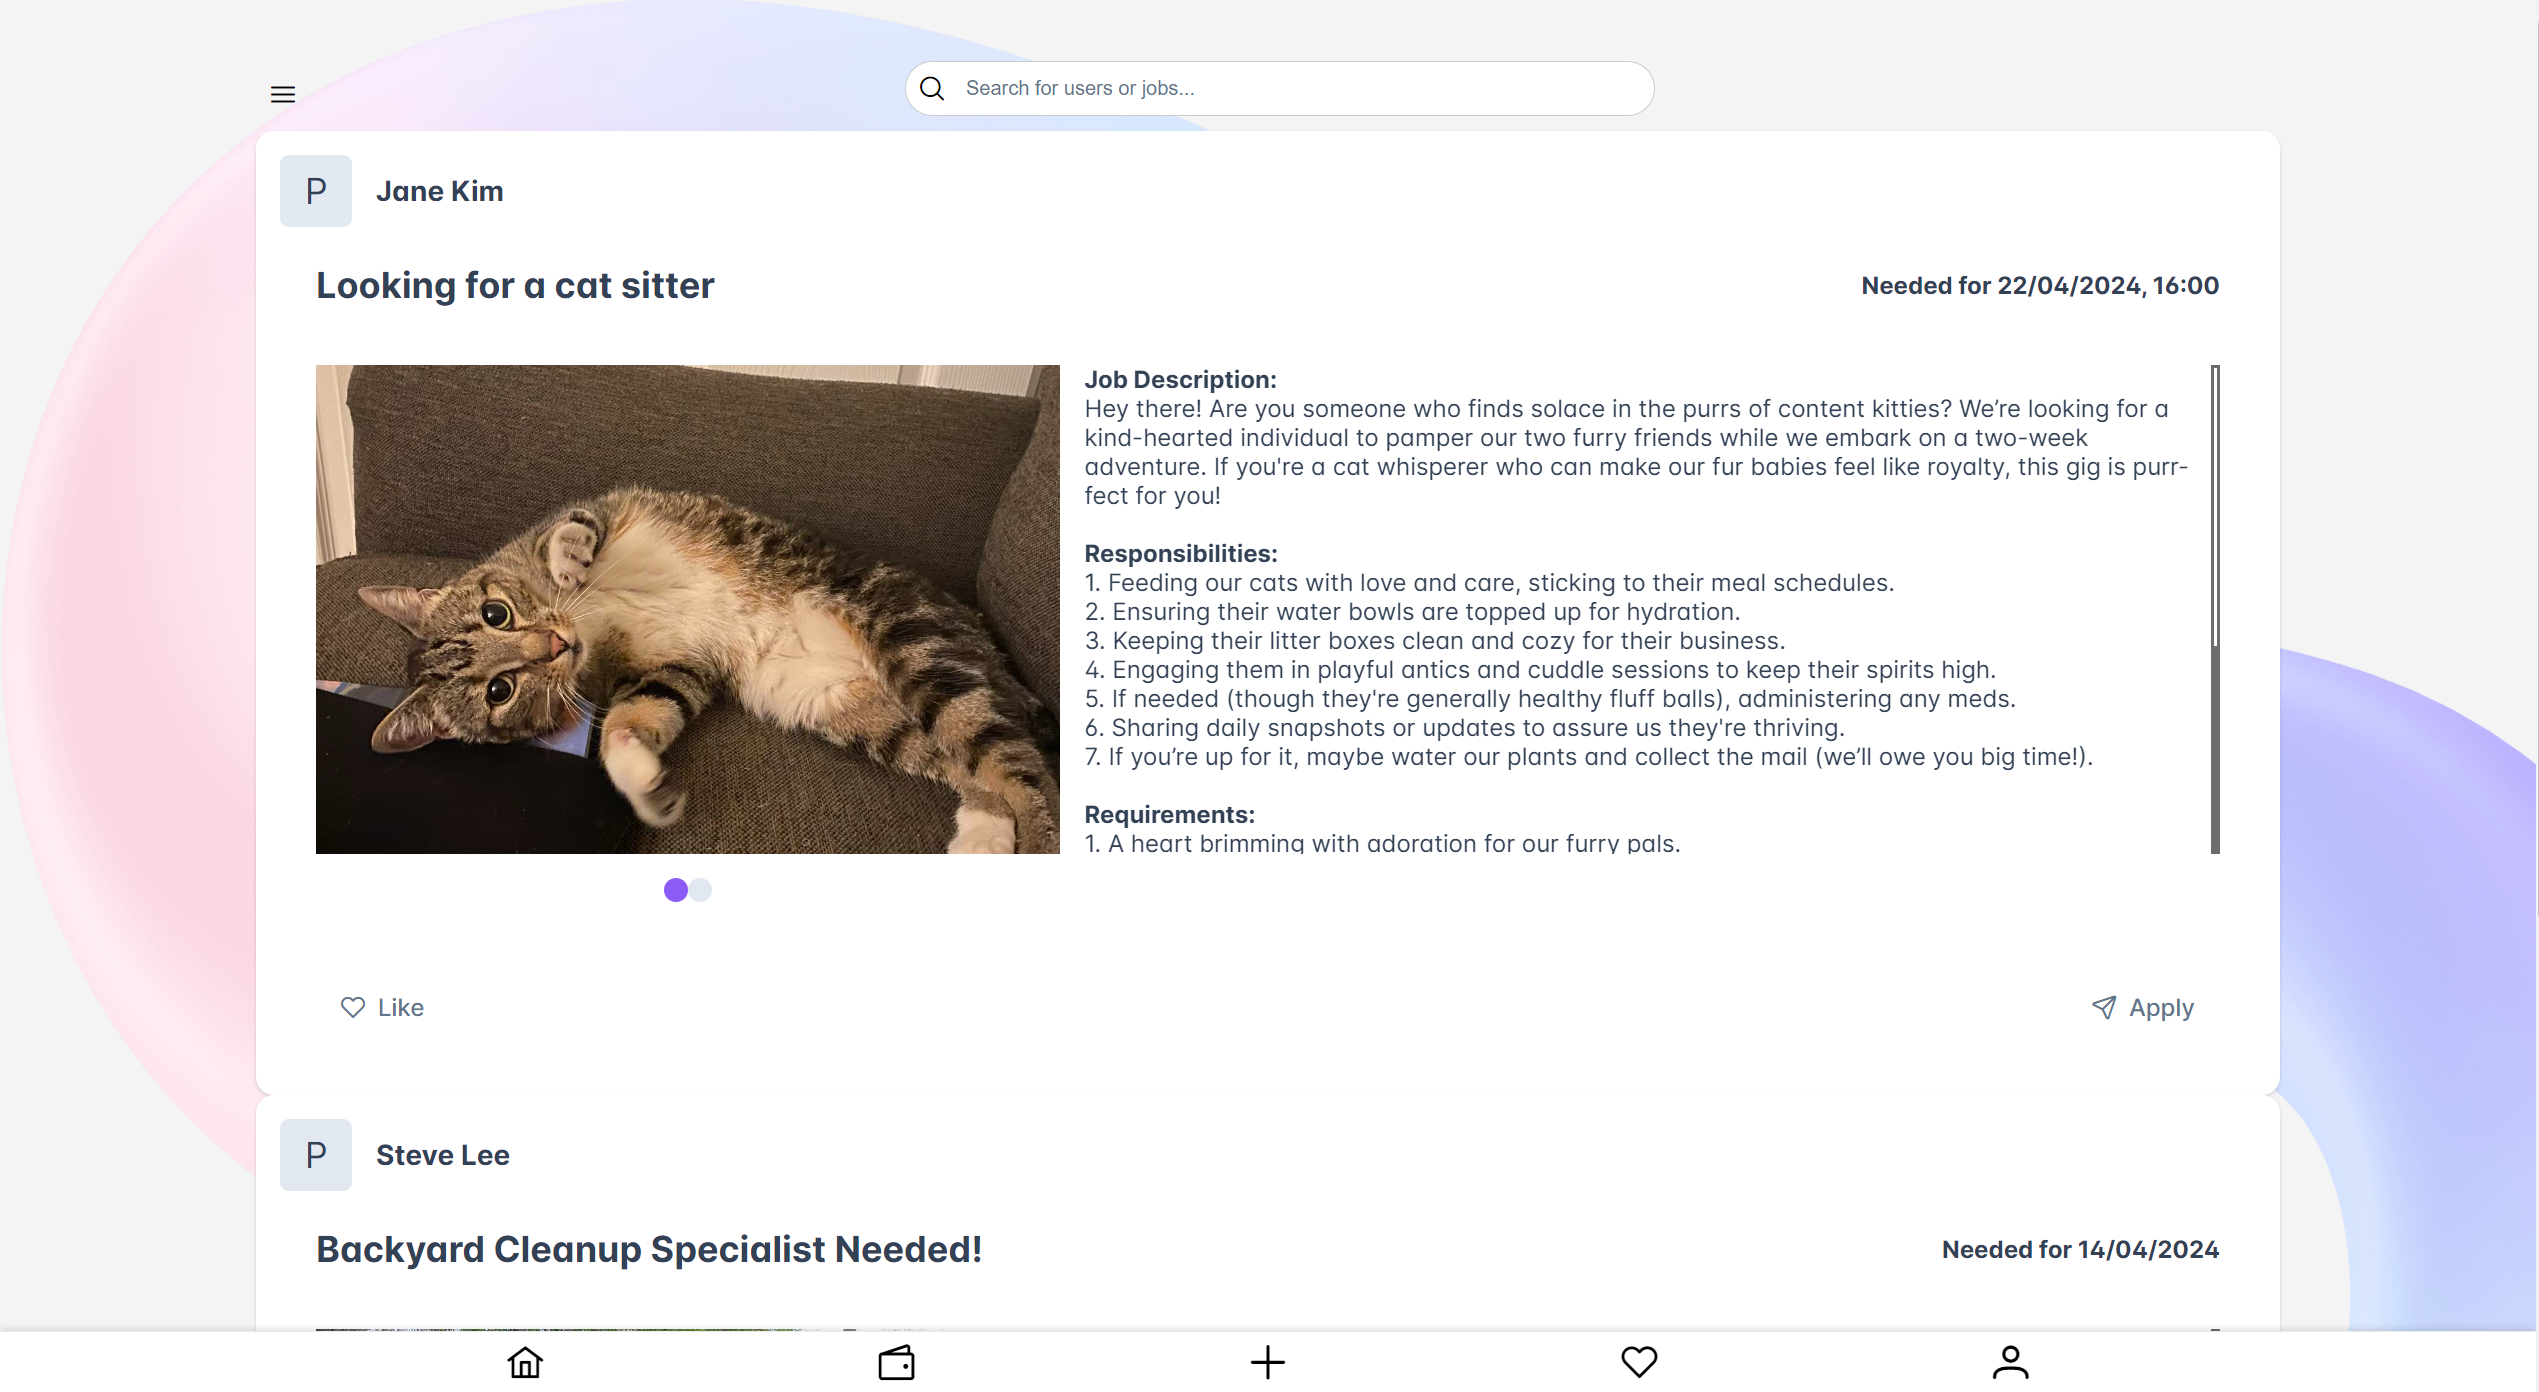 Search for users or jobs...
P
Jane Kim
Looking for a cat sitter
Needed for 22/04/2024, 16:00
Job Description:
Hey there! Are you someone who finds solace in the purrs of content kitties? We’re looking for a
kind-hearted individual to pamper our two furry friends while we embark on a two-week
adventure. If you're a cat whisperer who can make our fur babies feel like royalty, this gig is purr-
fect for you!
Responsibilities:
1. Feeding our cats with love and care, sticking to their meal schedules.
2. Ensuring their water bowls are topped up for hydration.
3. Keeping their litter boxes clean and cozy for their business.
4. Engaging them in playful antics and cuddle sessions to keep their spirits high.
5. If needed (though they're generally healthy fluff balls), administering any meds.
6. Sharing daily snapshots or updates to assure us they're thriving.
7. If you’re up for it, maybe water our plants and collect the mail (we’ll owe you big time!).
Requirements:
1. A heart brimming with adoration for our furry pals.
Like
Apply
P
Steve Lee
Backyard Cleanup Specialist Needed!
Needed for 14/04/2024